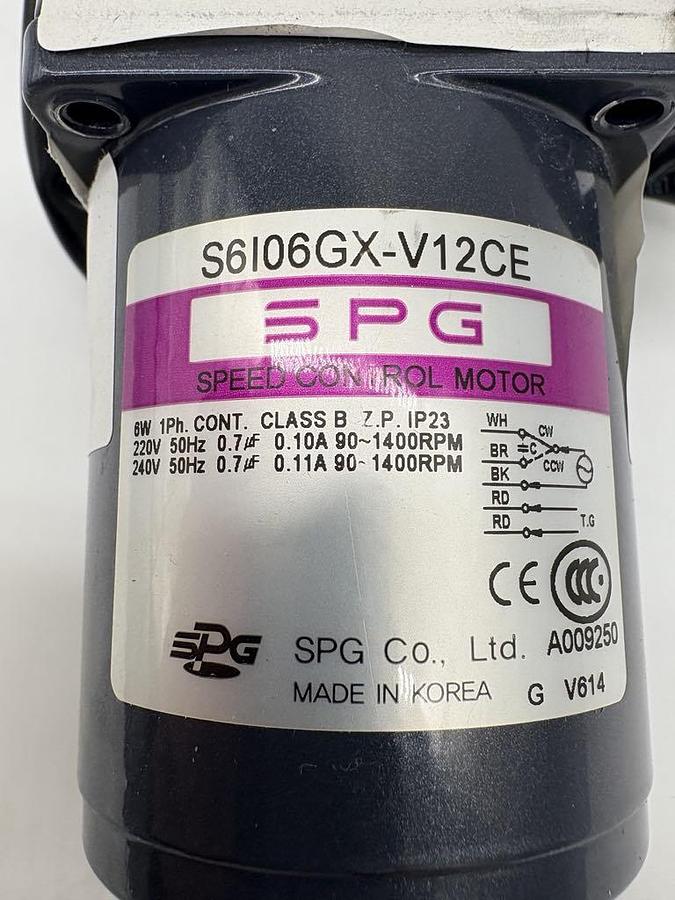 S6I06GX-V12CE
SPG
SPEED CONTROL MOTOR
6W 1Ph. CONT. CLASS B Z.P. IP23
220V 50Hz 0.7µF 0.10A 90~1400RPM
240V 50Hz 0.7µF 0.11A 90~1400RPM
WH CW
BR C
CCW
BK
RD
RD T.G
CE CCC
A009250
SPG SPG Co., Ltd.
MADE IN KOREA G V614